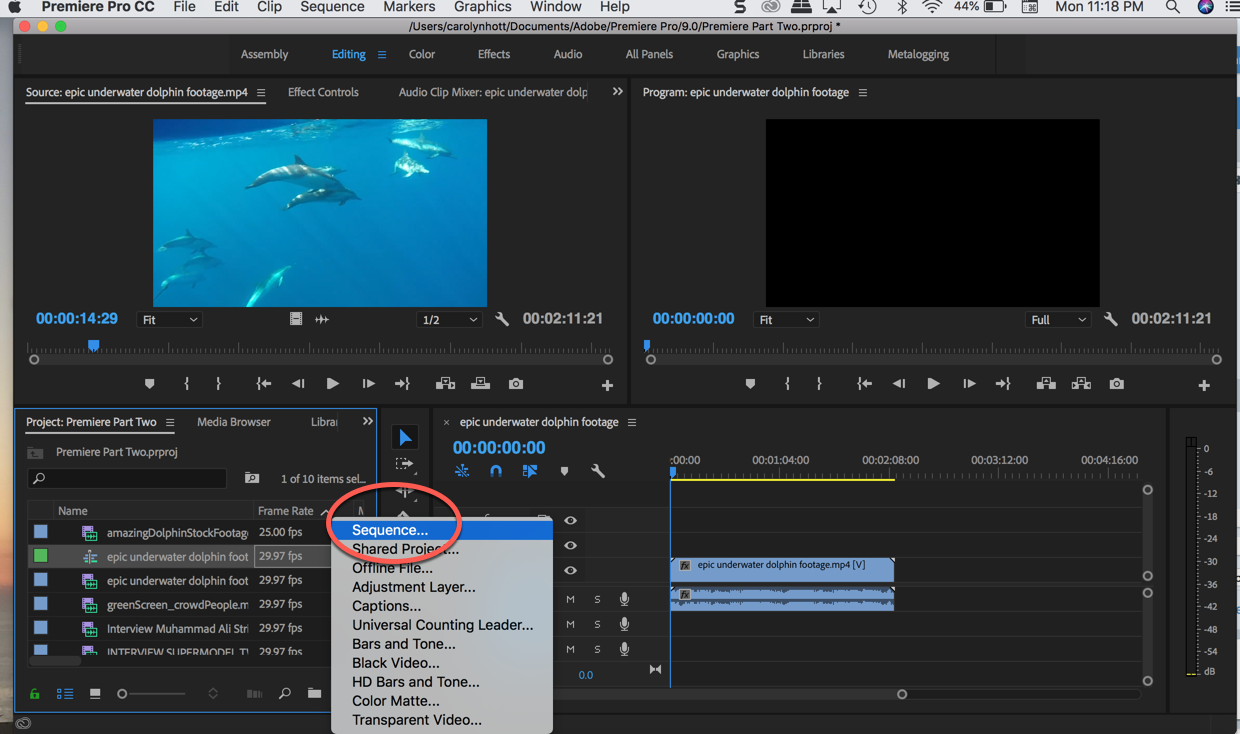 Premiere Pro CC File Edit Clip Sequence Markers Graphics Window Help 44% Mon 11:18 PM
/Users/carolynhott/Documents/Adobe/Premiere Pro/9.0/Premiere Part Two.prproj *
Assembly Editing Color Effects Audio All Panels Graphics Libraries Metalogging
Source: epic underwater dolphin footage.mp4 Effect Controls Audio Clip Mixer: epic underwater dolp
Program: epic underwater dolphin footage
00:00:14:29 Fit 1/2 00:02:11:21
00:00:00:00 Fit Full 00:02:11:21
Project: Premiere Part Two Media Browser Librai
Premiere Part Two.prproj
1 of 10 items sel...
Name Frame Rate M
amazingDolphinStockFootage 25.00 fps
epic underwater dolphin foot 29.97 fps
epic underwater dolphin foot 29.97 fps
greenScreen_crowdPeople.m 29.97 fps
Interview Muhammad Ali Stri 29.97 fps
INTERVIEW SUPERMODEL T 29.97 fps
Sequence...
Shared Project...
Offline File...
Adjustment Layer...
Captions...
Universal Counting Leader...
Bars and Tone...
Black Video...
HD Bars and Tone...
Color Matte...
Transparent Video...
× epic underwater dolphin footage
00:00:00:00
:00:00 00:01:04:00 00:02:08:00 00:03:12:00 00:04:16:00
fx epic underwater dolphin footage.mp4 [V]
fx
M S
M S
M S
0.0
0
-6
-12
-18
-24
-30
-36
-42
-48
-54
dB